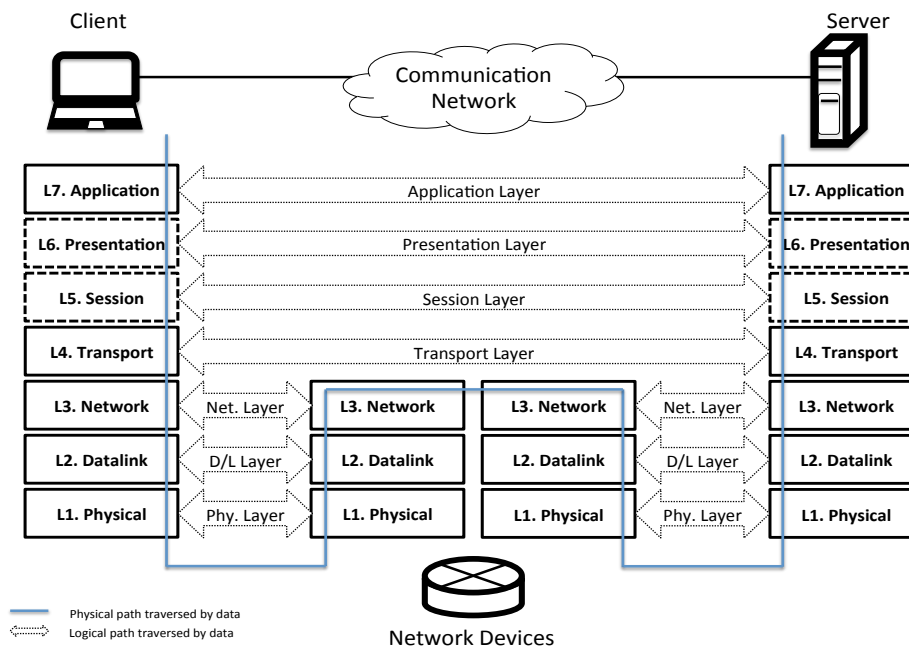 Client
Server
Communication
Network
L7. Application
Application Layer
L7. Application
L6. Presentation
Presentation Layer
L6. Presentation
L5. Session
Session Layer
L5. Session
L4. Transport
Transport Layer
L4. Transport
L3. Network
Net. Layer
L3. Network
L3. Network
Net. Layer
L3. Network
L2. Datalink
D/L Layer
L2. Datalink
L2. Datalink
D/L Layer
L2. Datalink
L1. Physical
Phy. Layer
L1. Physical
L1. Physical
Phy. Layer
L1. Physical
Physical path traversed by data
Logical path traversed by data
Network Devices